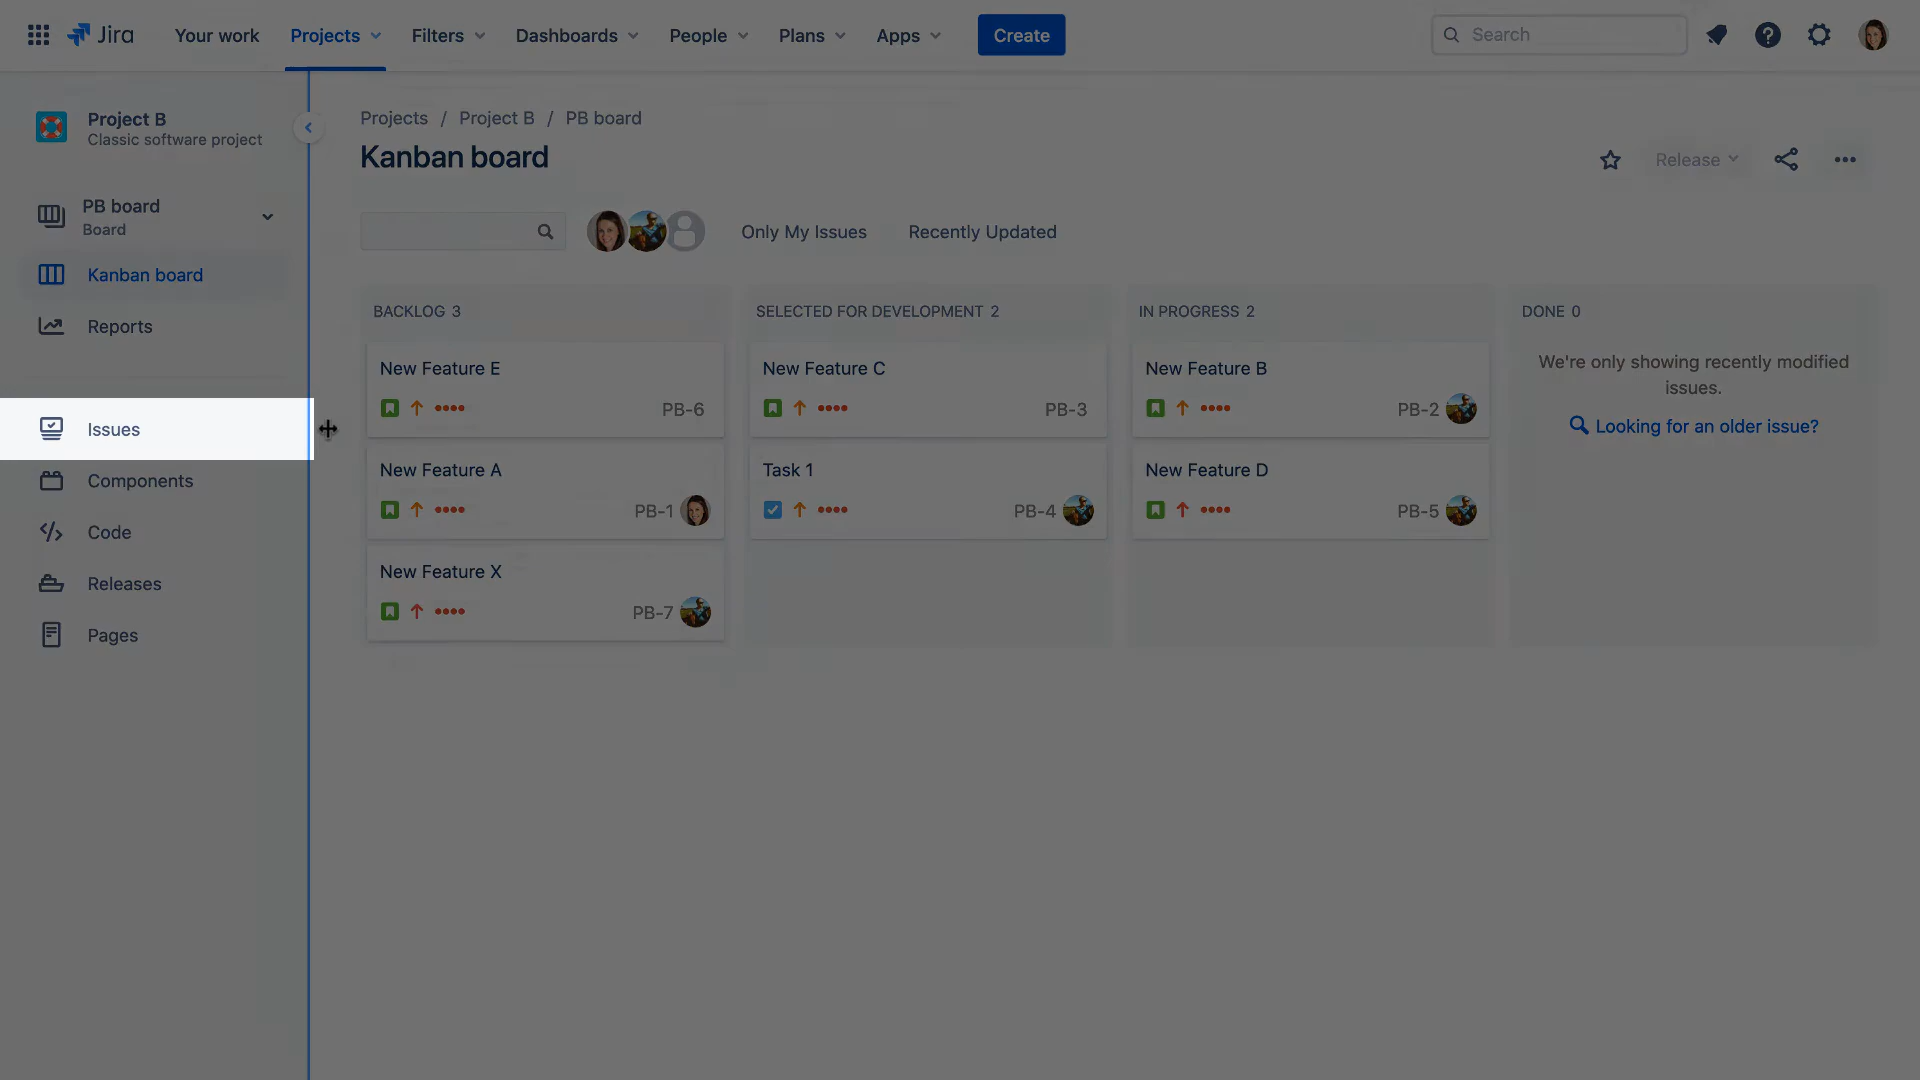 Jira
Your work
Projects
Filters
Dashboards
People
Plans
Apps
Create
Search
Project B
Classic software project
PB board
Board
Kanban board
Reports
Issues
Components
Code
Releases
Pages
Projects / Project B / PB board
Kanban board
Release
Only My Issues
Recently Updated
BACKLOG 3
New Feature E
PB-6
New Feature A
PB-1
New Feature X
PB-7
SELECTED FOR DEVELOPMENT 2
New Feature C
PB-3
Task 1
PB-4
IN PROGRESS 2
New Feature B
PB-2
New Feature D
PB-5
DONE 0
We're only showing recently modified
issues.
Looking for an older issue?